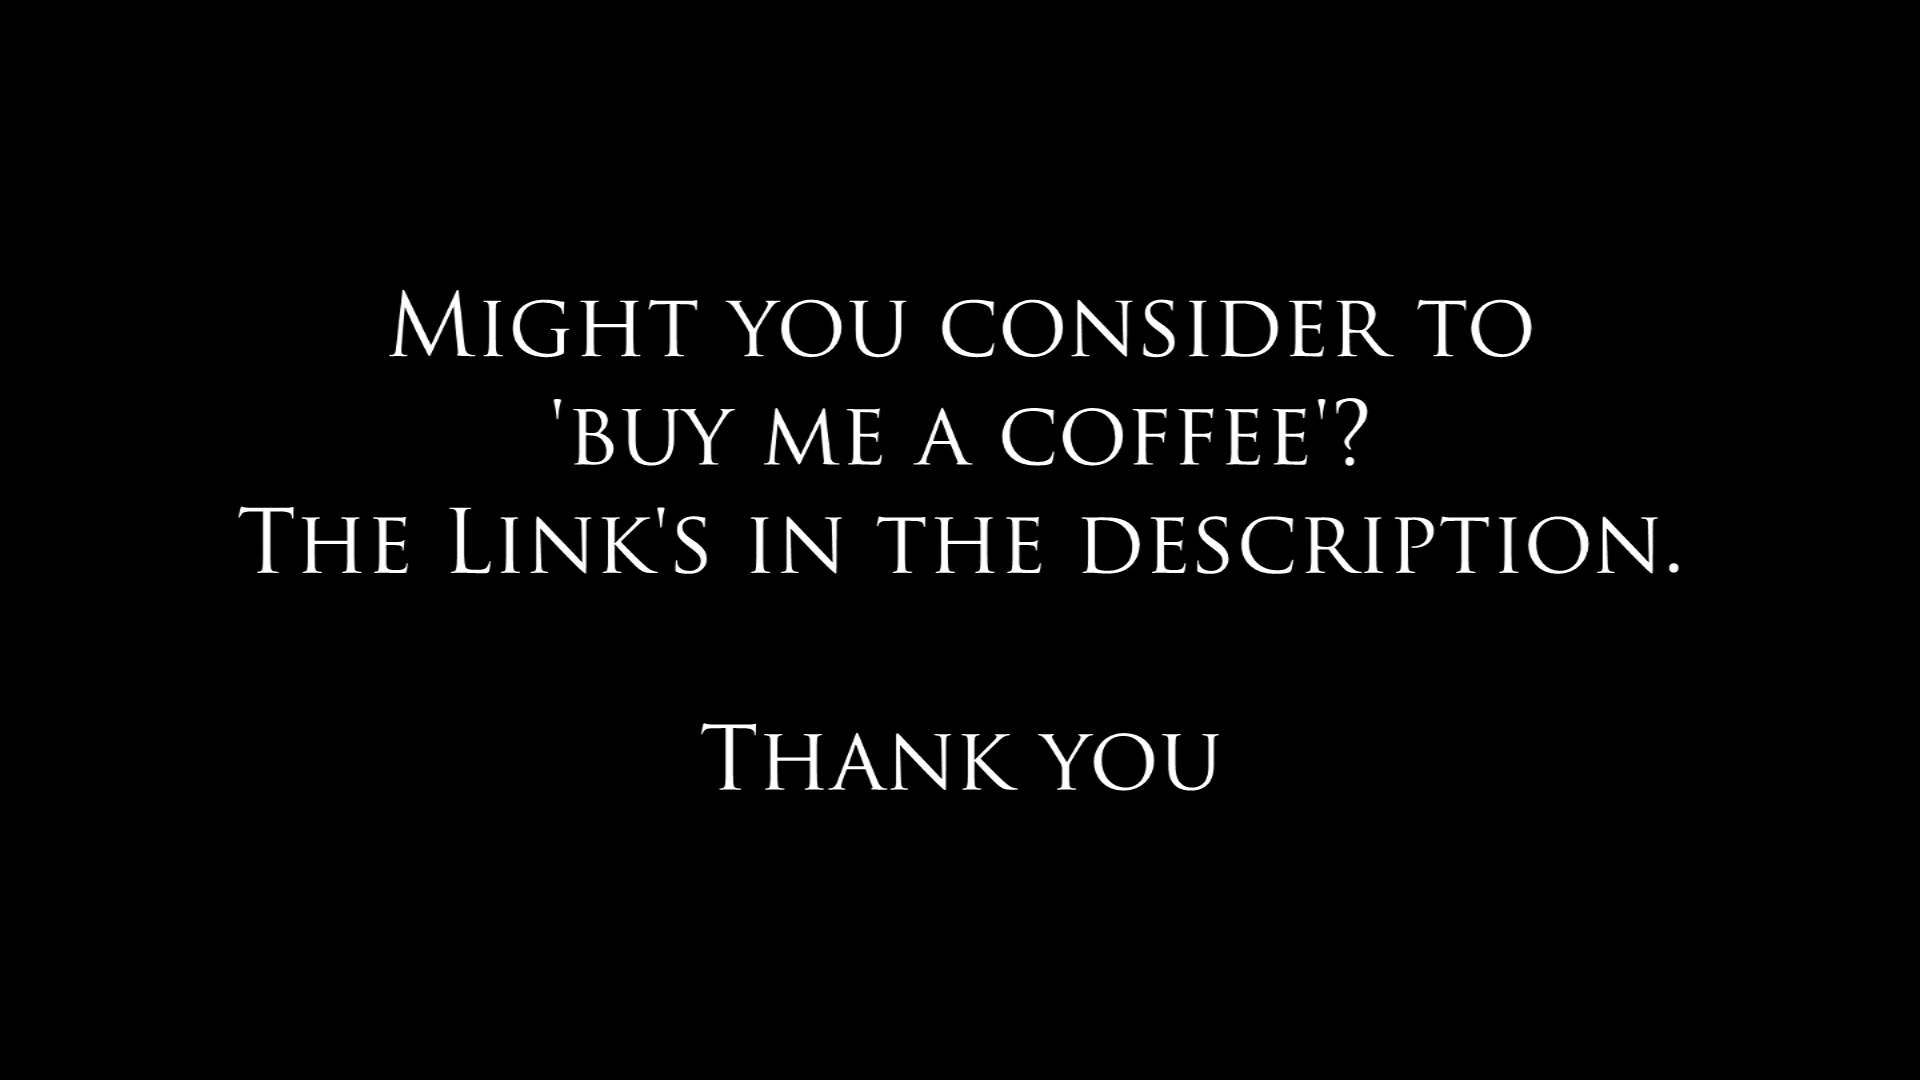 Might you consider to
'buy me a coffee'?
The Link's in the description.
Thank you